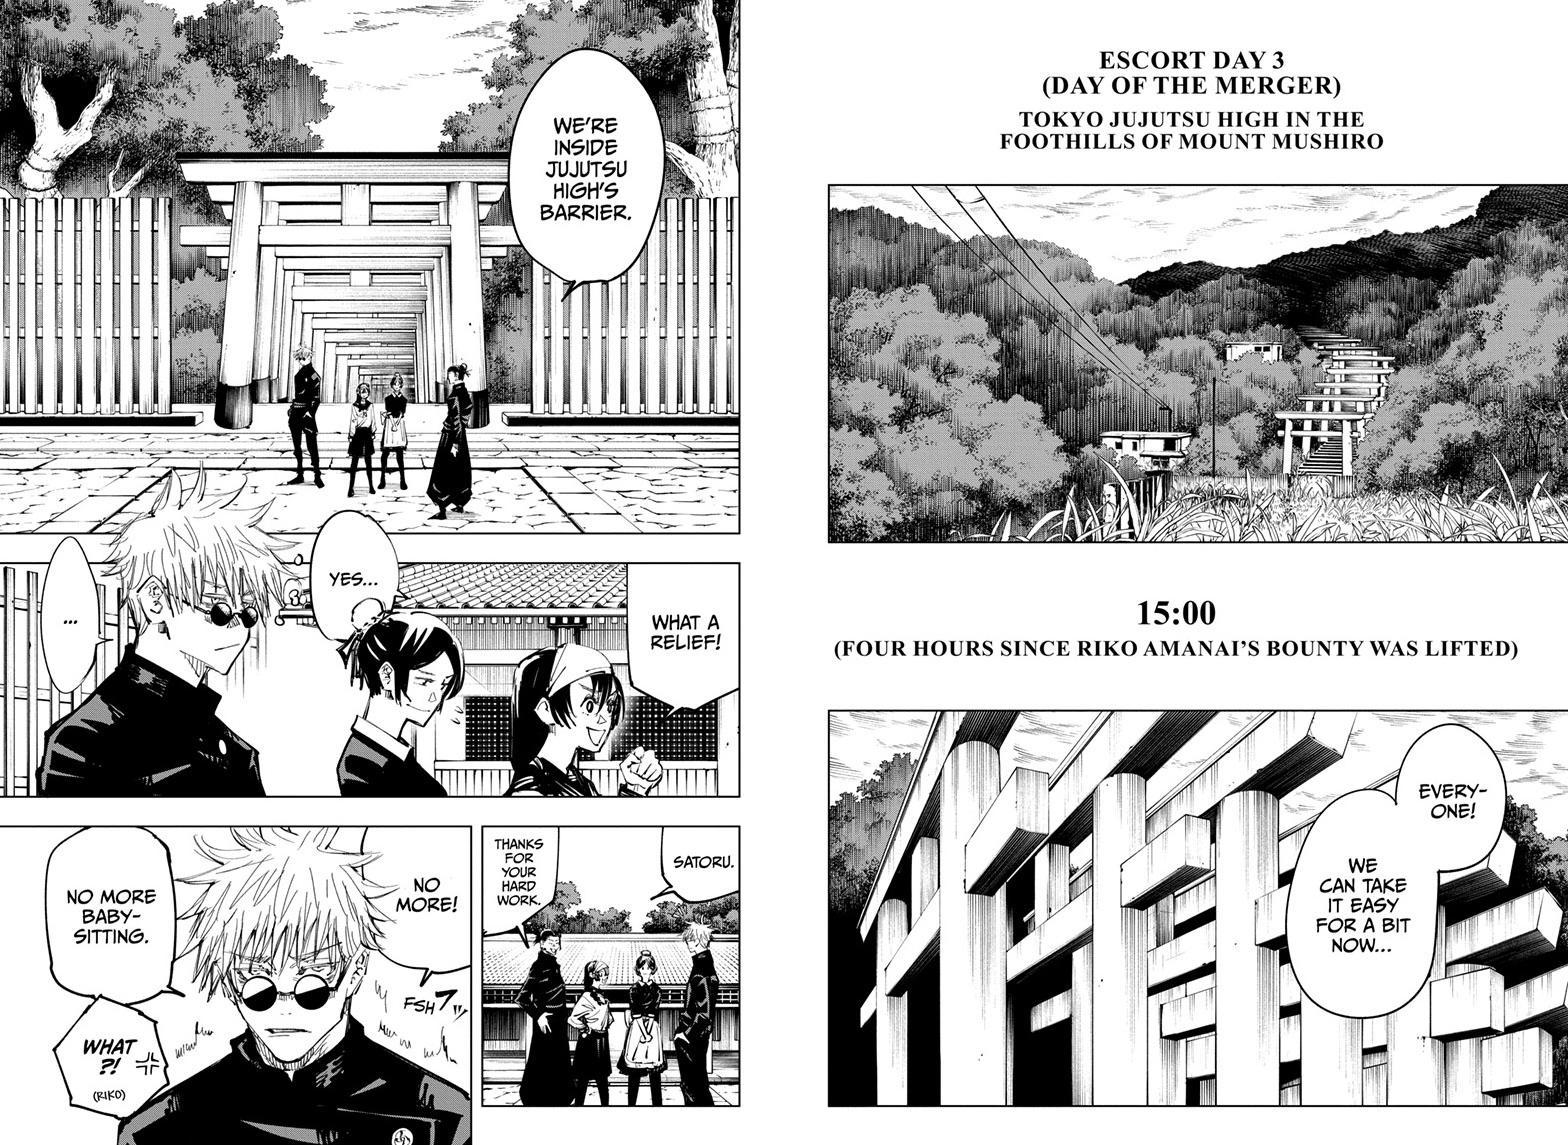 ESCORT DAY 3
(DAY OF THE MERGER)
TOKYO JUJUTSU HIGH IN THE
FOOTHILLS OF MOUNT MUSHIRO
15:00
(FOUR HOURS SINCE RIKO AMANAI'S BOUNTY WAS LIFTED)
EVERY-
ONE!
WE
CAN TAKE
IT EASY
FOR A BIT
NOW...
WE'RE
INSIDE
JUJUTSU
HIGH'S
BARRIER.
WHAT A
RELIEF!
YES...
...
SATORU.
THANKS
FOR
YOUR
HARD
WORK.
NO
MORE!
FSH
NO MORE
BABY-
SITTING.
WHAT
?!
(RIKO)